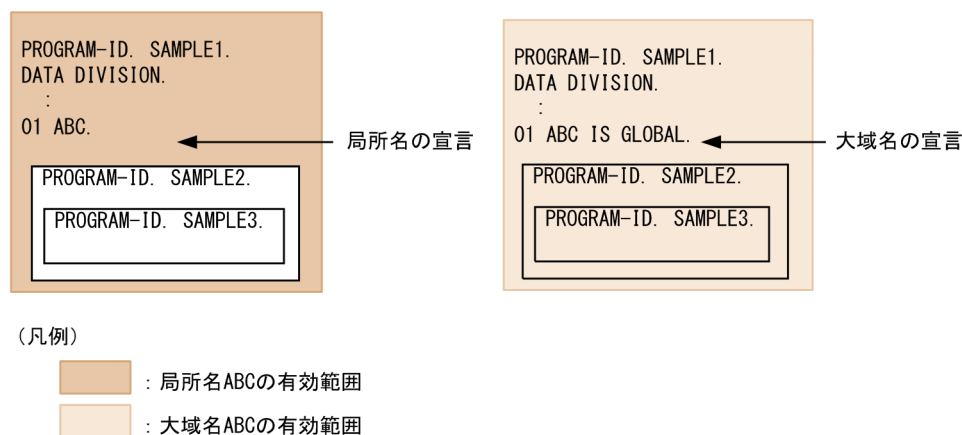 PROGRAM-ID. SAMPLE1.
DATA DIVISION.
:
01 ABC.
局所名の宣言
PROGRAM-ID. SAMPLE2.
PROGRAM-ID. SAMPLE3.
PROGRAM-ID. SAMPLE1.
DATA DIVISION.
:
01 ABC IS GLOBAL.
大域名の宣言
PROGRAM-ID. SAMPLE2.
PROGRAM-ID. SAMPLE3.
(凡例)
:局所名ABCの有効範囲
:大域名ABCの有効範囲